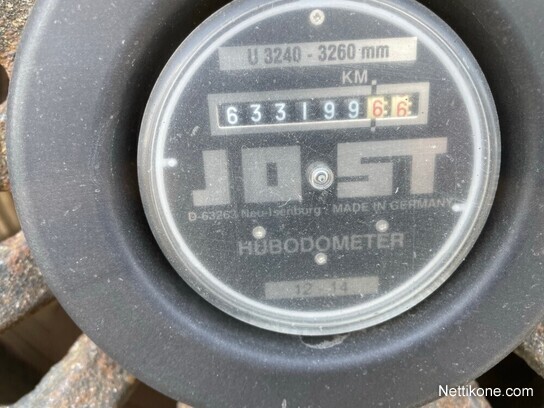 U 3240 - 3260 mm
KM
63319966
JOST
D-63263 Neu-Isenburg · MADE IN GERMANY
HUBODOMETER
12 - 14
Nettikone.com